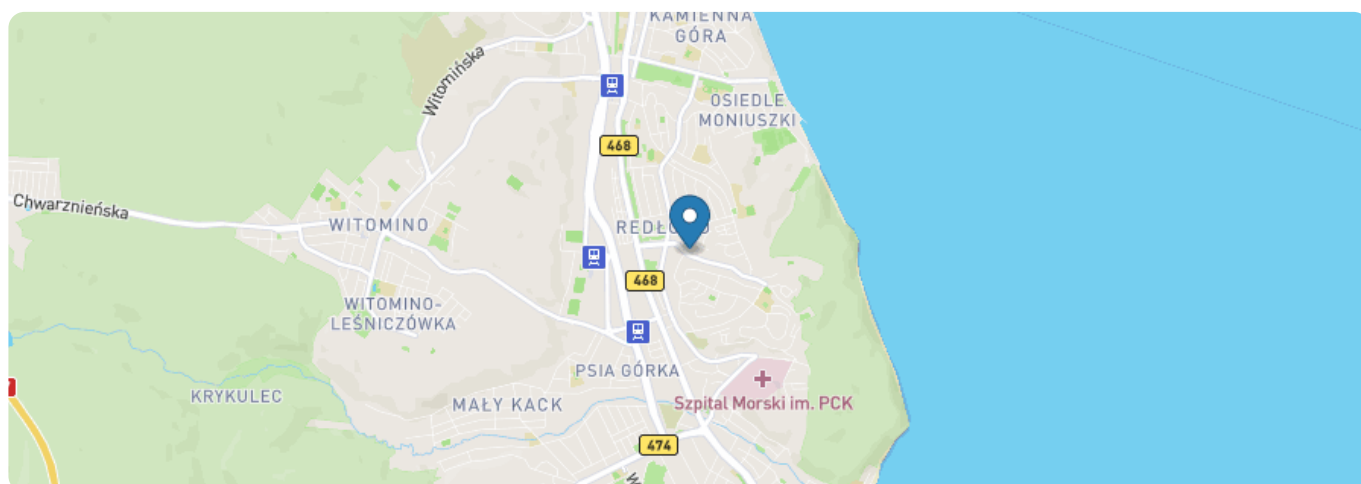 KAMIENNA
GÓRA
Witomińska
OSIEDLE
MONIUSZKI
468
Chwarznieńska
WITOMINO
468
WITOMINO-
LEŚNICZÓWKA
PSIA GÓRKA
KRYKULEC
MAŁY KACK
Szpital Morski im. PCK
474